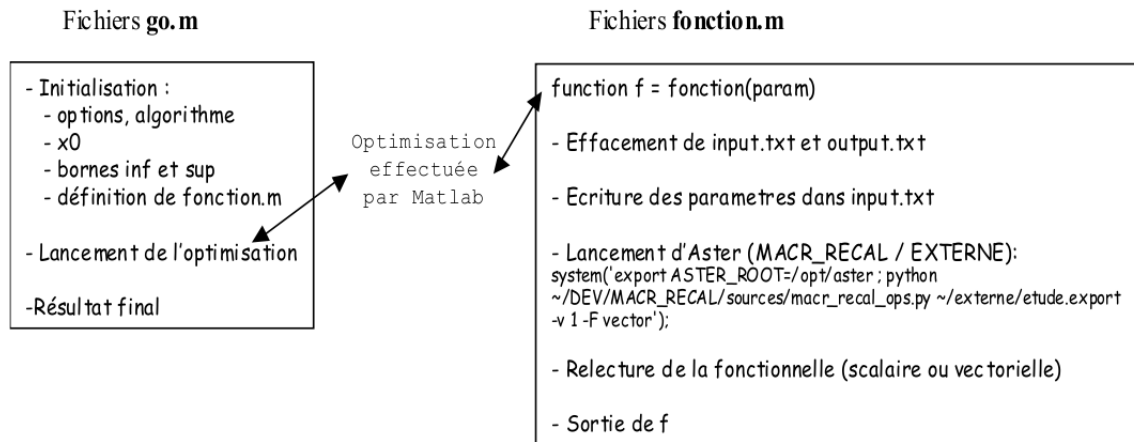 Fichiers go.m
- Initialisation :
- options, algorithme
- x0
- bornes inf et sup
- définition de fonction.m
- Lancement de l'optimisation
-Résultat final
Optimisation
effectuée
par Matlab
Fichiers fonction.m
function f = fonction(param)
- Effacement de input.txt et output.txt
- Ecriture des parametres dans input.txt
- Lancement d'Aster (MACR_RECAL / EXTERNE):
system('export ASTER_ROOT=/opt/aster ; python
~/DEV/MACR_RECAL/sources/macr_recal_ops.py ~/externe/etude.export
-v 1 -F vector');
- Relecture de la fonctionnelle (scalaire ou vectorielle)
- Sortie de f